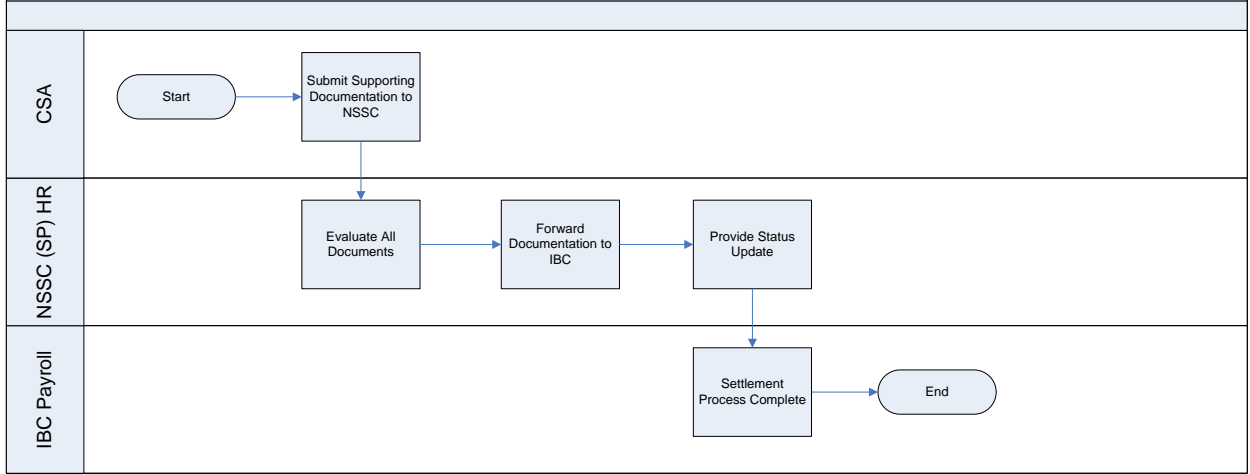 CSA
Start
Submit Supporting
Documentation to
NSSC
NSSC (SP) HR
Evaluate All
Documents
Forward
Documentation to
IBC
Provide Status
Update
IBC Payroll
Settlement
Process Complete
End